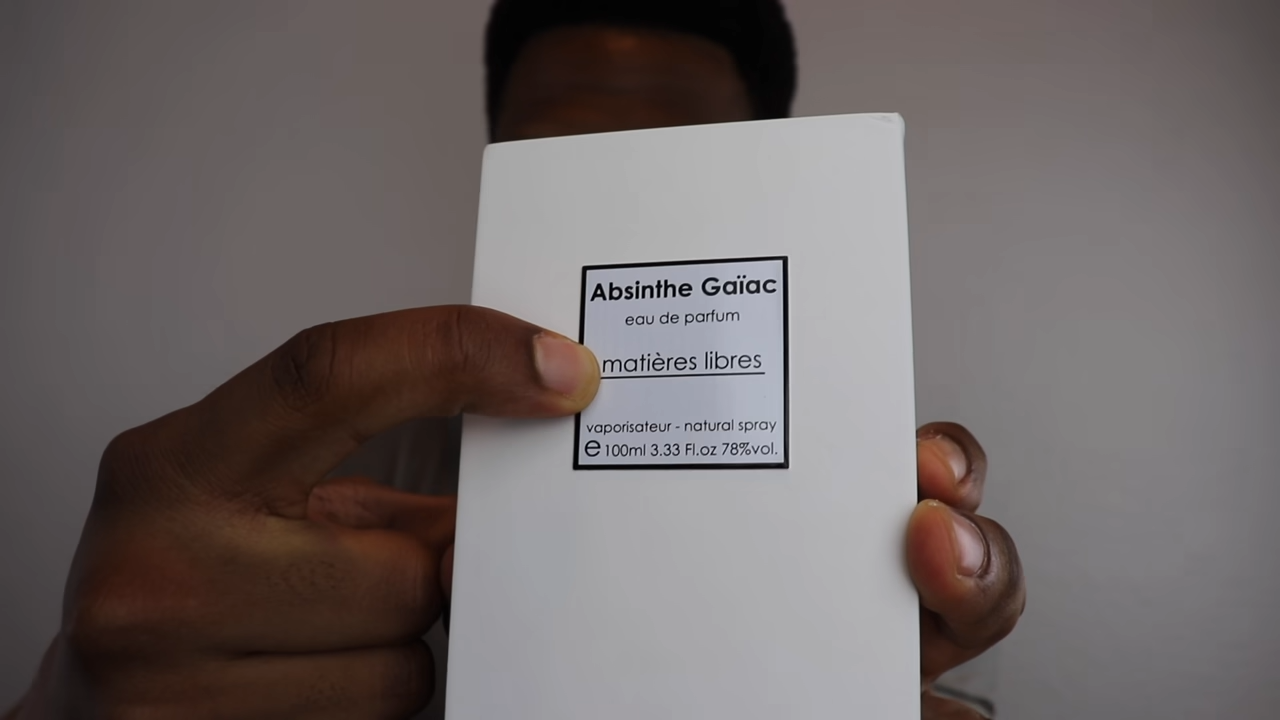 Absinthe Gaïac
eau de parfum
matières libres
vaporisateur - natural spray
e 100ml 3.33 Fl.oz 78%vol.